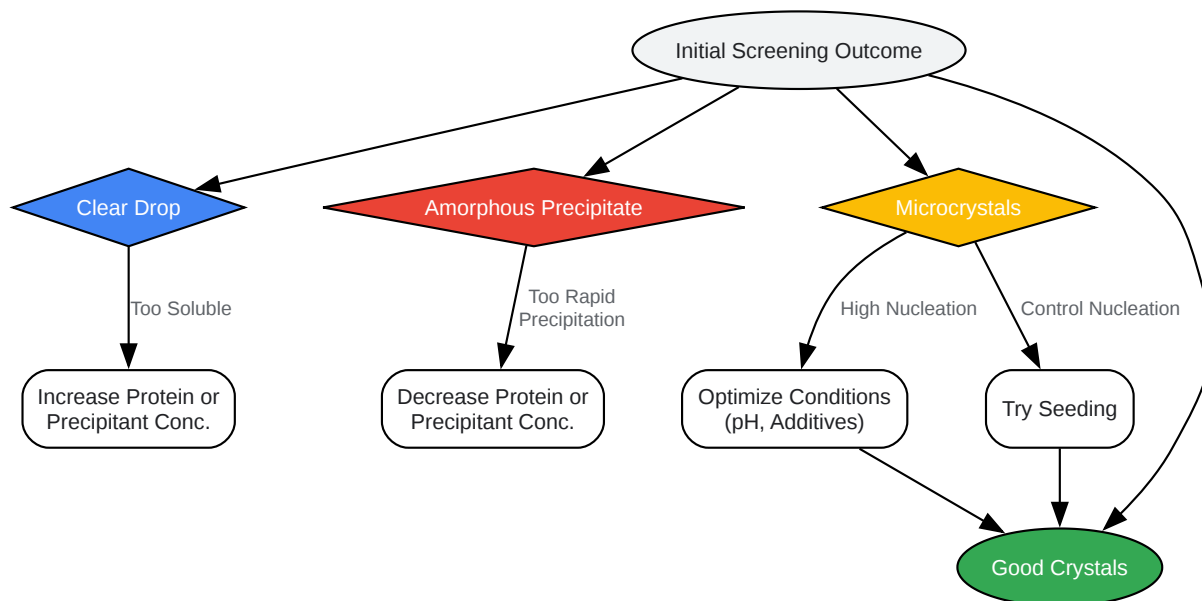 Initial Screening Outcome
Clear Drop
Amorphous Precipitate
Microcrystals
Too Soluble
Too Rapid
Precipitation
High Nucleation
Control Nucleation
Increase Protein or
Precipitant Conc.
Decrease Protein or
Precipitant Conc.
Optimize Conditions
(pH, Additives)
Try Seeding
Good Crystals